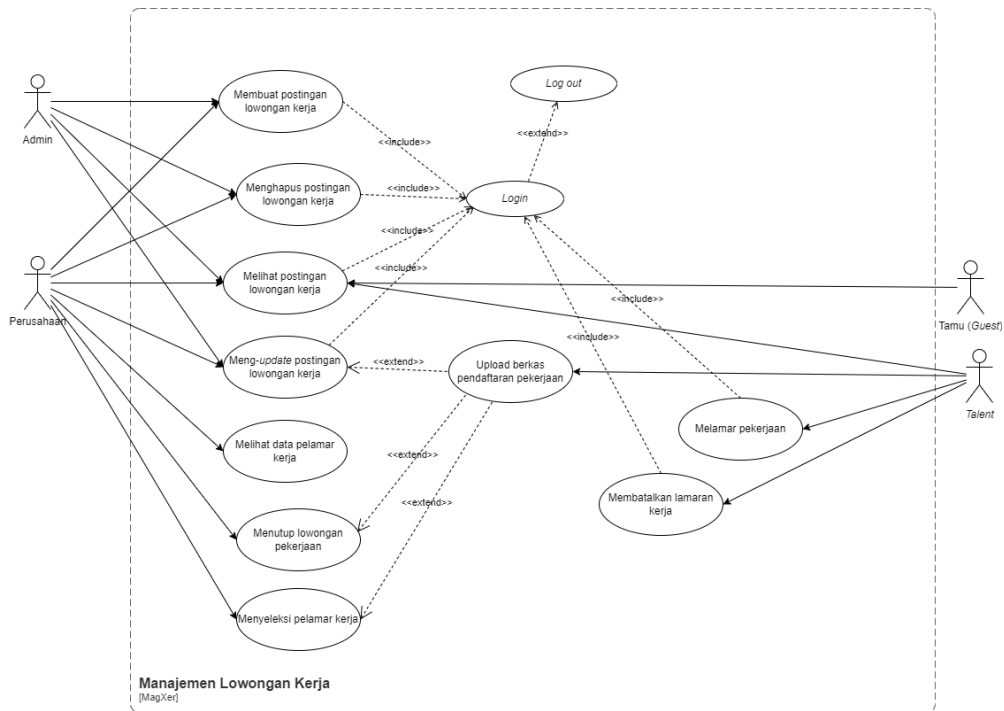 Admin
Perusahaan
Membuat postingan
lowongan kerja
Menghapus postingan
lowongan kerja
Melihat postingan
lowongan kerja
Meng-update postingan
lowongan kerja
Melihat data pelamar
kerja
Menutup lowongan
pekerjaan
Menyeleksi pelamar kerja
<<include>>
<<include>>
<<include>>
<<include>>
Log out
<<extend>>
Login
<<include>>
<<include>>
<<extend>>
Upload berkas
pendaftaran pekerjaan
<<extend>>
<<extend>>
Melamar pekerjaan
Membatalkan lamaran
kerja
Tamu (Guest)
Talent
Manajemen Lowongan Kerja
[MagXer]